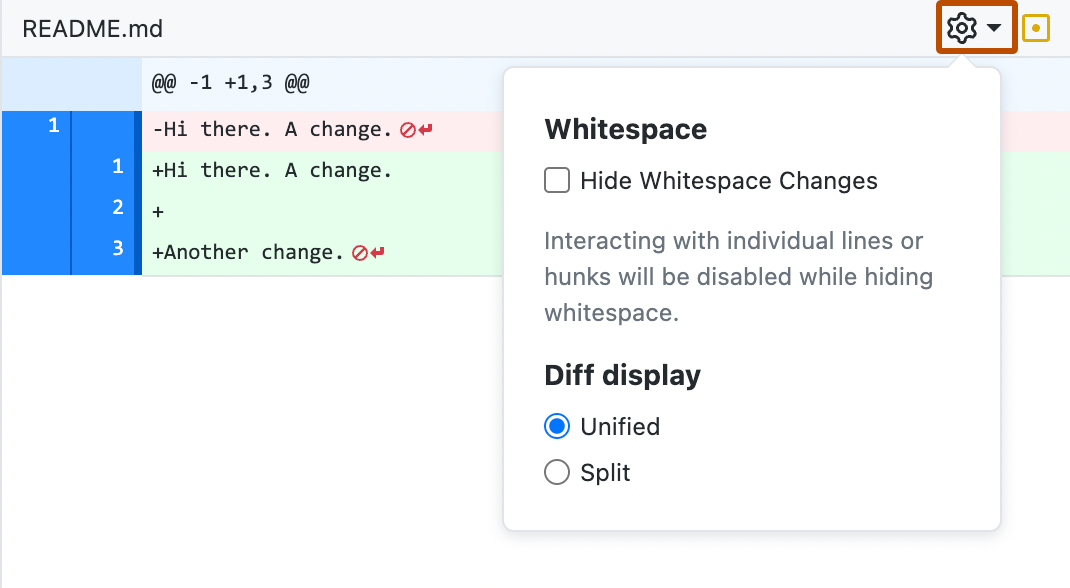 README.md
@@ -1 +1,3 @@
1 -Hi there. A change.
1 +Hi there. A change.
2 +
3 +Another change.
Whitespace
Hide Whitespace Changes
Interacting with individual lines or
hunks will be disabled while hiding
whitespace.
Diff display
Unified
Split